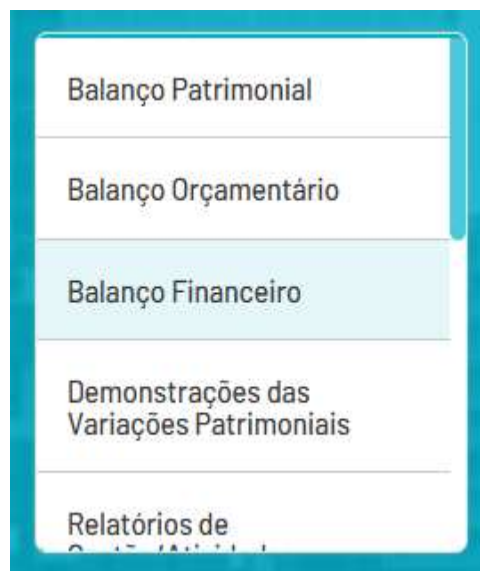 Balanço Patrimonial
Balanço Orçamentário
Balanço Financeiro
Demonstrações das
Variações Patrimoniais
Relatórios de